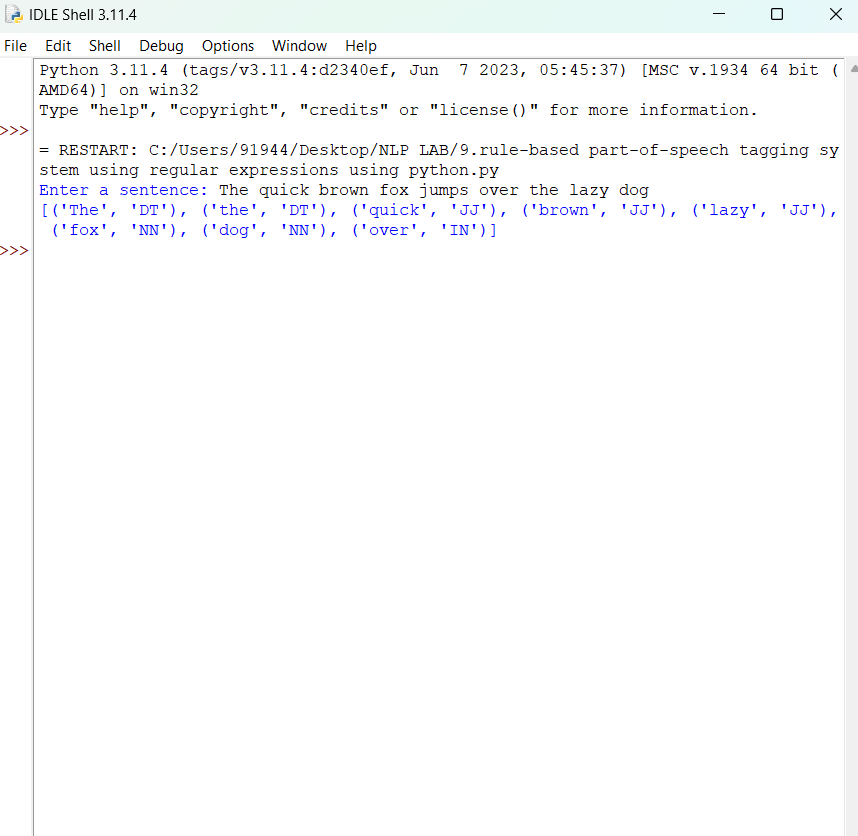 IDLE Shell 3.11.4
File Edit Shell Debug Options Window Help
Python 3.11.4 (tags/v3.11.4:d2340ef, Jun  7 2023, 05:45:37) [MSC v.1934 64 bit (
AMD64)] on win32
Type "help", "copyright", "credits" or "license()" for more information.
>>>
= RESTART: C:/Users/91944/Desktop/NLP LAB/9.rule-based part-of-speech tagging sy
stem using regular expressions using python.py
Enter a sentence: The quick brown fox jumps over the lazy dog
[('The', 'DT'), ('the', 'DT'), ('quick', 'JJ'), ('brown', 'JJ'), ('lazy', 'JJ'),
('fox', 'NN'), ('dog', 'NN'), ('over', 'IN')]
>>>